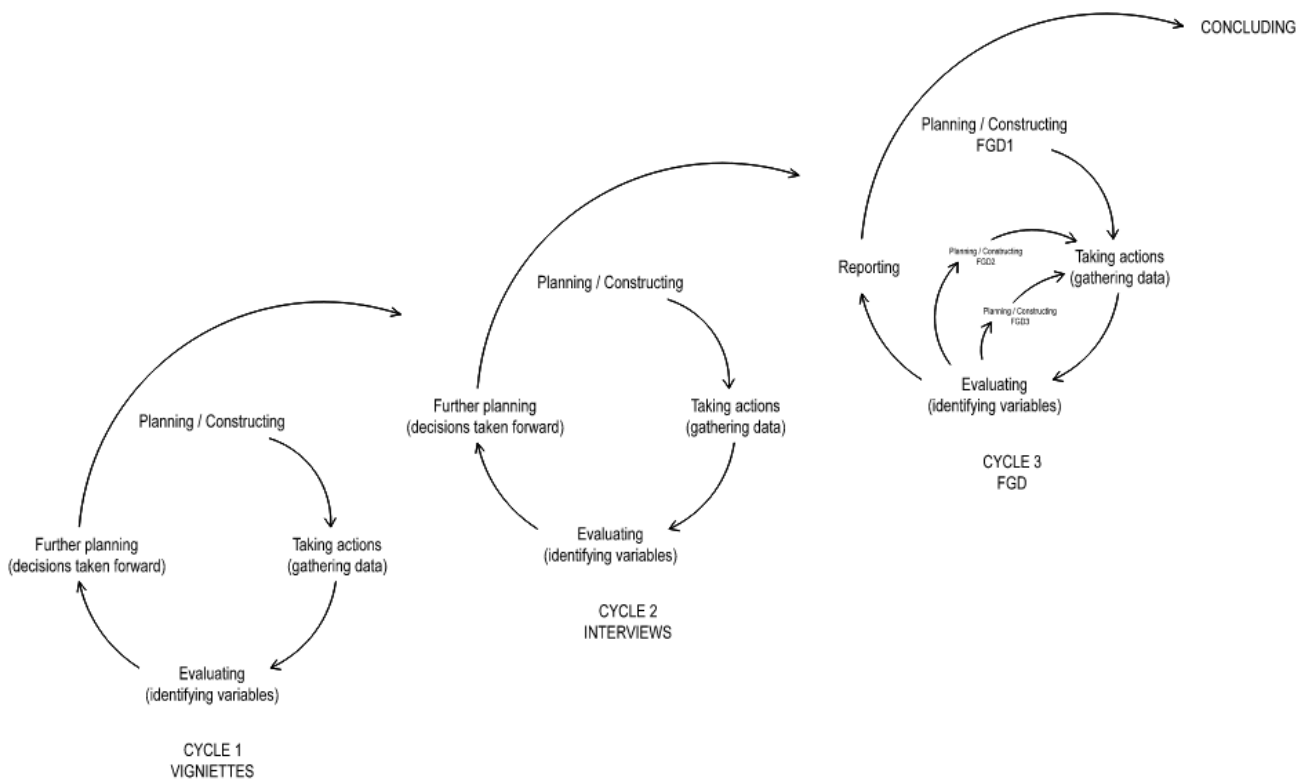 Planning / Constructing
Taking actions
(gathering data)
Evaluating
(identifying variables)
Further planning
(decisions taken forward)
CYCLE 1
VIGNIETTES
Planning / Constructing
Taking actions
(gathering data)
Evaluating
(identifying variables)
Further planning
(decisions taken forward)
CYCLE 2
INTERVIEWS
Planning / Constructing
FGD1
Taking actions
(gathering data)
Evaluating
(identifying variables)
Planning / Constructing
FGD2
Planning / Constructing
FGD3
Reporting
CYCLE 3
FGD
CONCLUDING